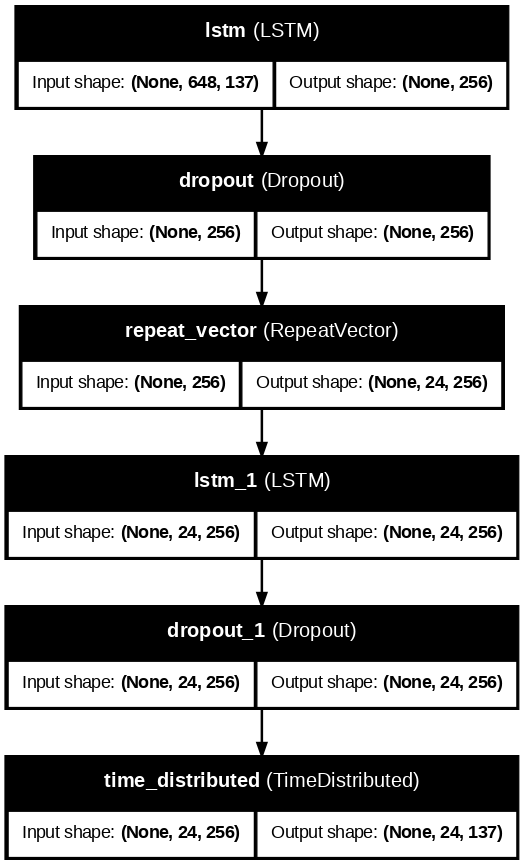 lstm (LSTM)
Input shape: (None, 648, 137) Output shape: (None, 256)
dropout (Dropout)
Input shape: (None, 256) Output shape: (None, 256)
repeat_vector (RepeatVector)
Input shape: (None, 256) Output shape: (None, 24, 256)
lstm_1 (LSTM)
Input shape: (None, 24, 256) Output shape: (None, 24, 256)
dropout_1 (Dropout)
Input shape: (None, 24, 256) Output shape: (None, 24, 256)
time_distributed (TimeDistributed)
Input shape: (None, 24, 256) Output shape: (None, 24, 137)